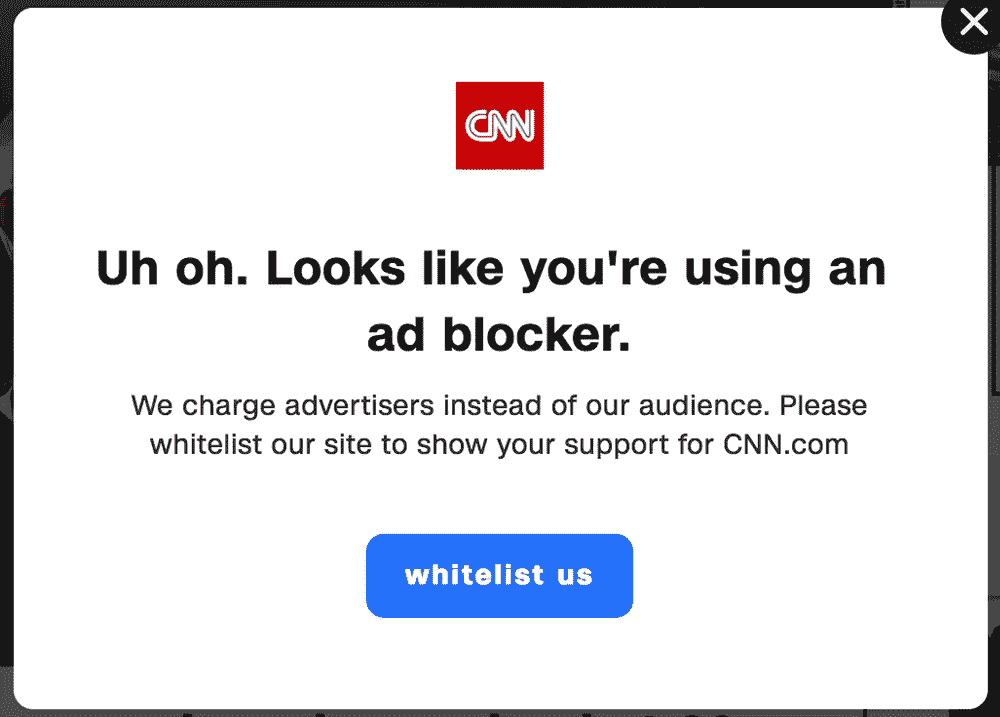 CNN
Uh oh. Looks like you're using an
ad blocker.
We charge advertisers instead of our audience. Please
whitelist our site to show your support for CNN.com
whitelist us